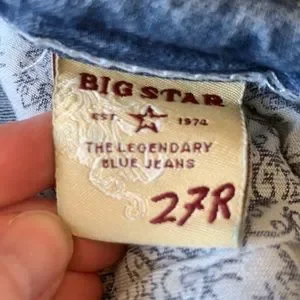 BIG STAR
EST 1974
THE LEGENDARY
BLUE JEANS
27R